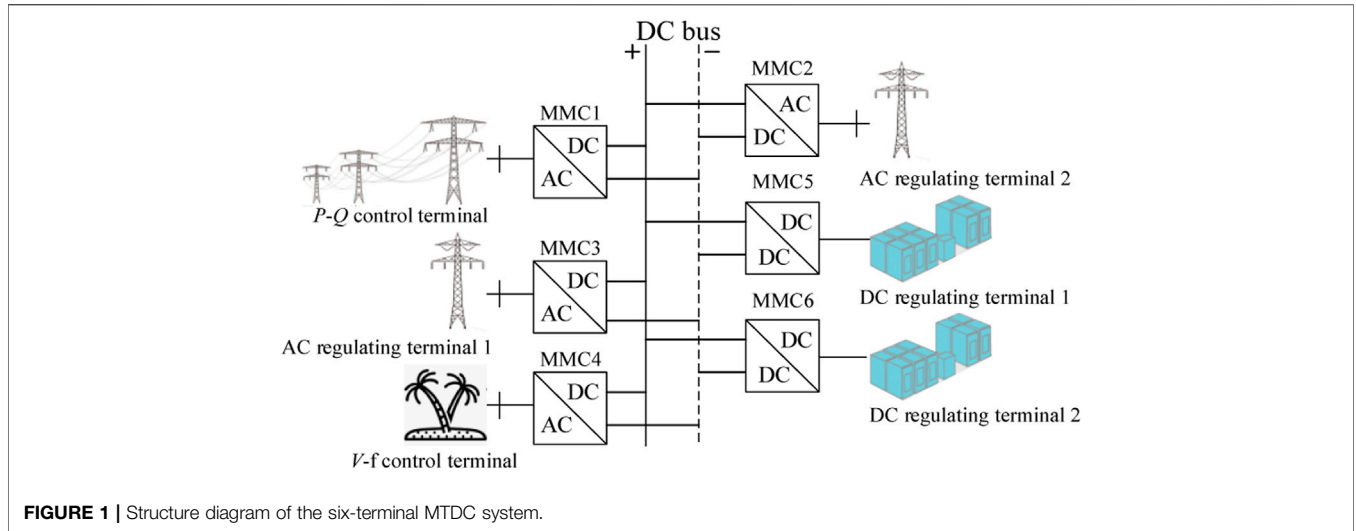 DC bus
+ −
MMC1
DC
AC
P-Q control terminal
MMC3
DC
AC
AC regulating terminal 1
MMC4
DC
AC
V-f control terminal
MMC2
AC
DC
AC regulating terminal 2
MMC5
DC
DC
DC regulating terminal 1
MMC6
DC
DC
DC regulating terminal 2
FIGURE 1 | Structure diagram of the six-terminal MTDC system.